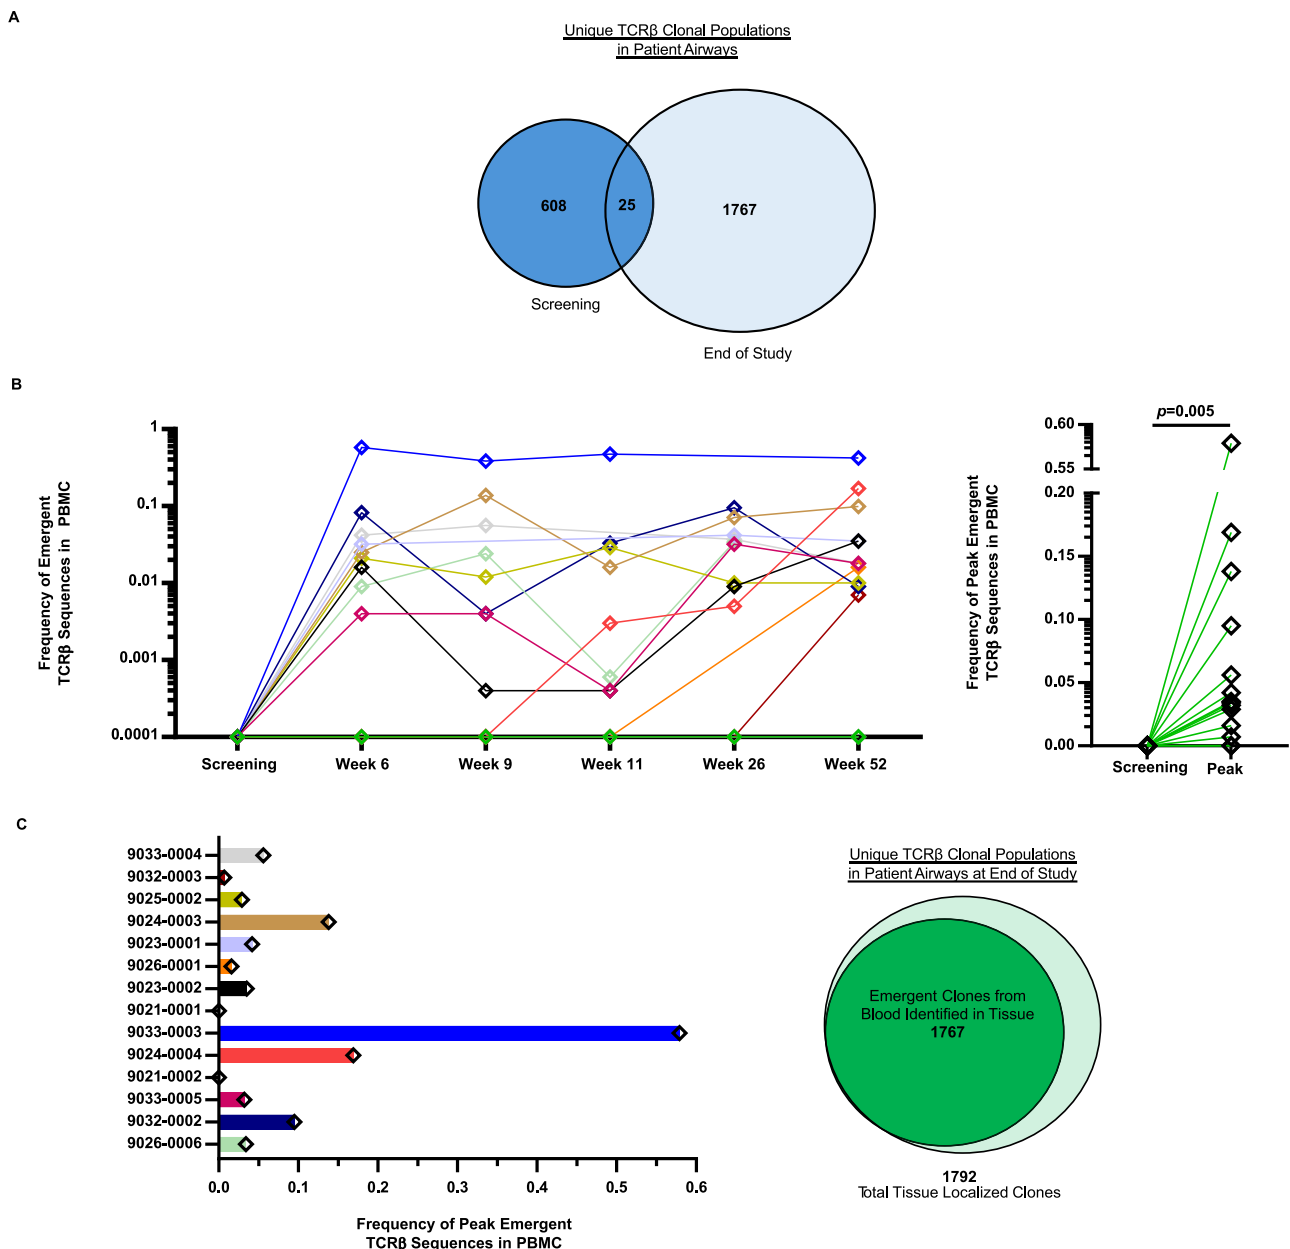 A
Unique TCRβ Clonal Populations
in Patient Airways
608
25
1767
Screening
End of Study
B
Frequency of Emergent
TCRβ Sequences in PBMC
1
0.1
0.01
0.001
0.0001
Screening
Week 6
Week 9
Week 11
Week 26
Week 52
p=0.005
Frequency of Peak Emergent
TCRβ Sequences in PBMC
0.60
0.55
0.20
0.15
0.10
0.05
0.00
Screening
Peak
C
9033-0004
9032-0003
9025-0002
9024-0003
9023-0001
9026-0001
9023-0002
9021-0001
9033-0003
9024-0004
9021-0002
9033-0005
9032-0002
9026-0006
0.0
0.1
0.2
0.3
0.4
0.5
0.6
Frequency of Peak Emergent
TCRβ Sequences in PBMC
Unique TCRβ Clonal Populations
in Patient Airways at End of Study
Emergent Clones from
Blood Identified in Tissue
1767
1792
Total Tissue Localized Clones